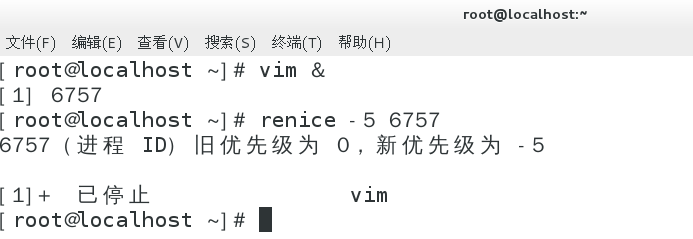 root@localhost:~
文件(F) 编辑(E) 查看(V) 搜索(S) 终端(T) 帮助(H)
[root@localhost ~]# vim &
[1] 6757
[root@localhost ~]# renice -5 6757
6757 (进程 ID) 旧优先级为 0，新优先级为 -5
[1]+  已停止               vim
[root@localhost ~]#